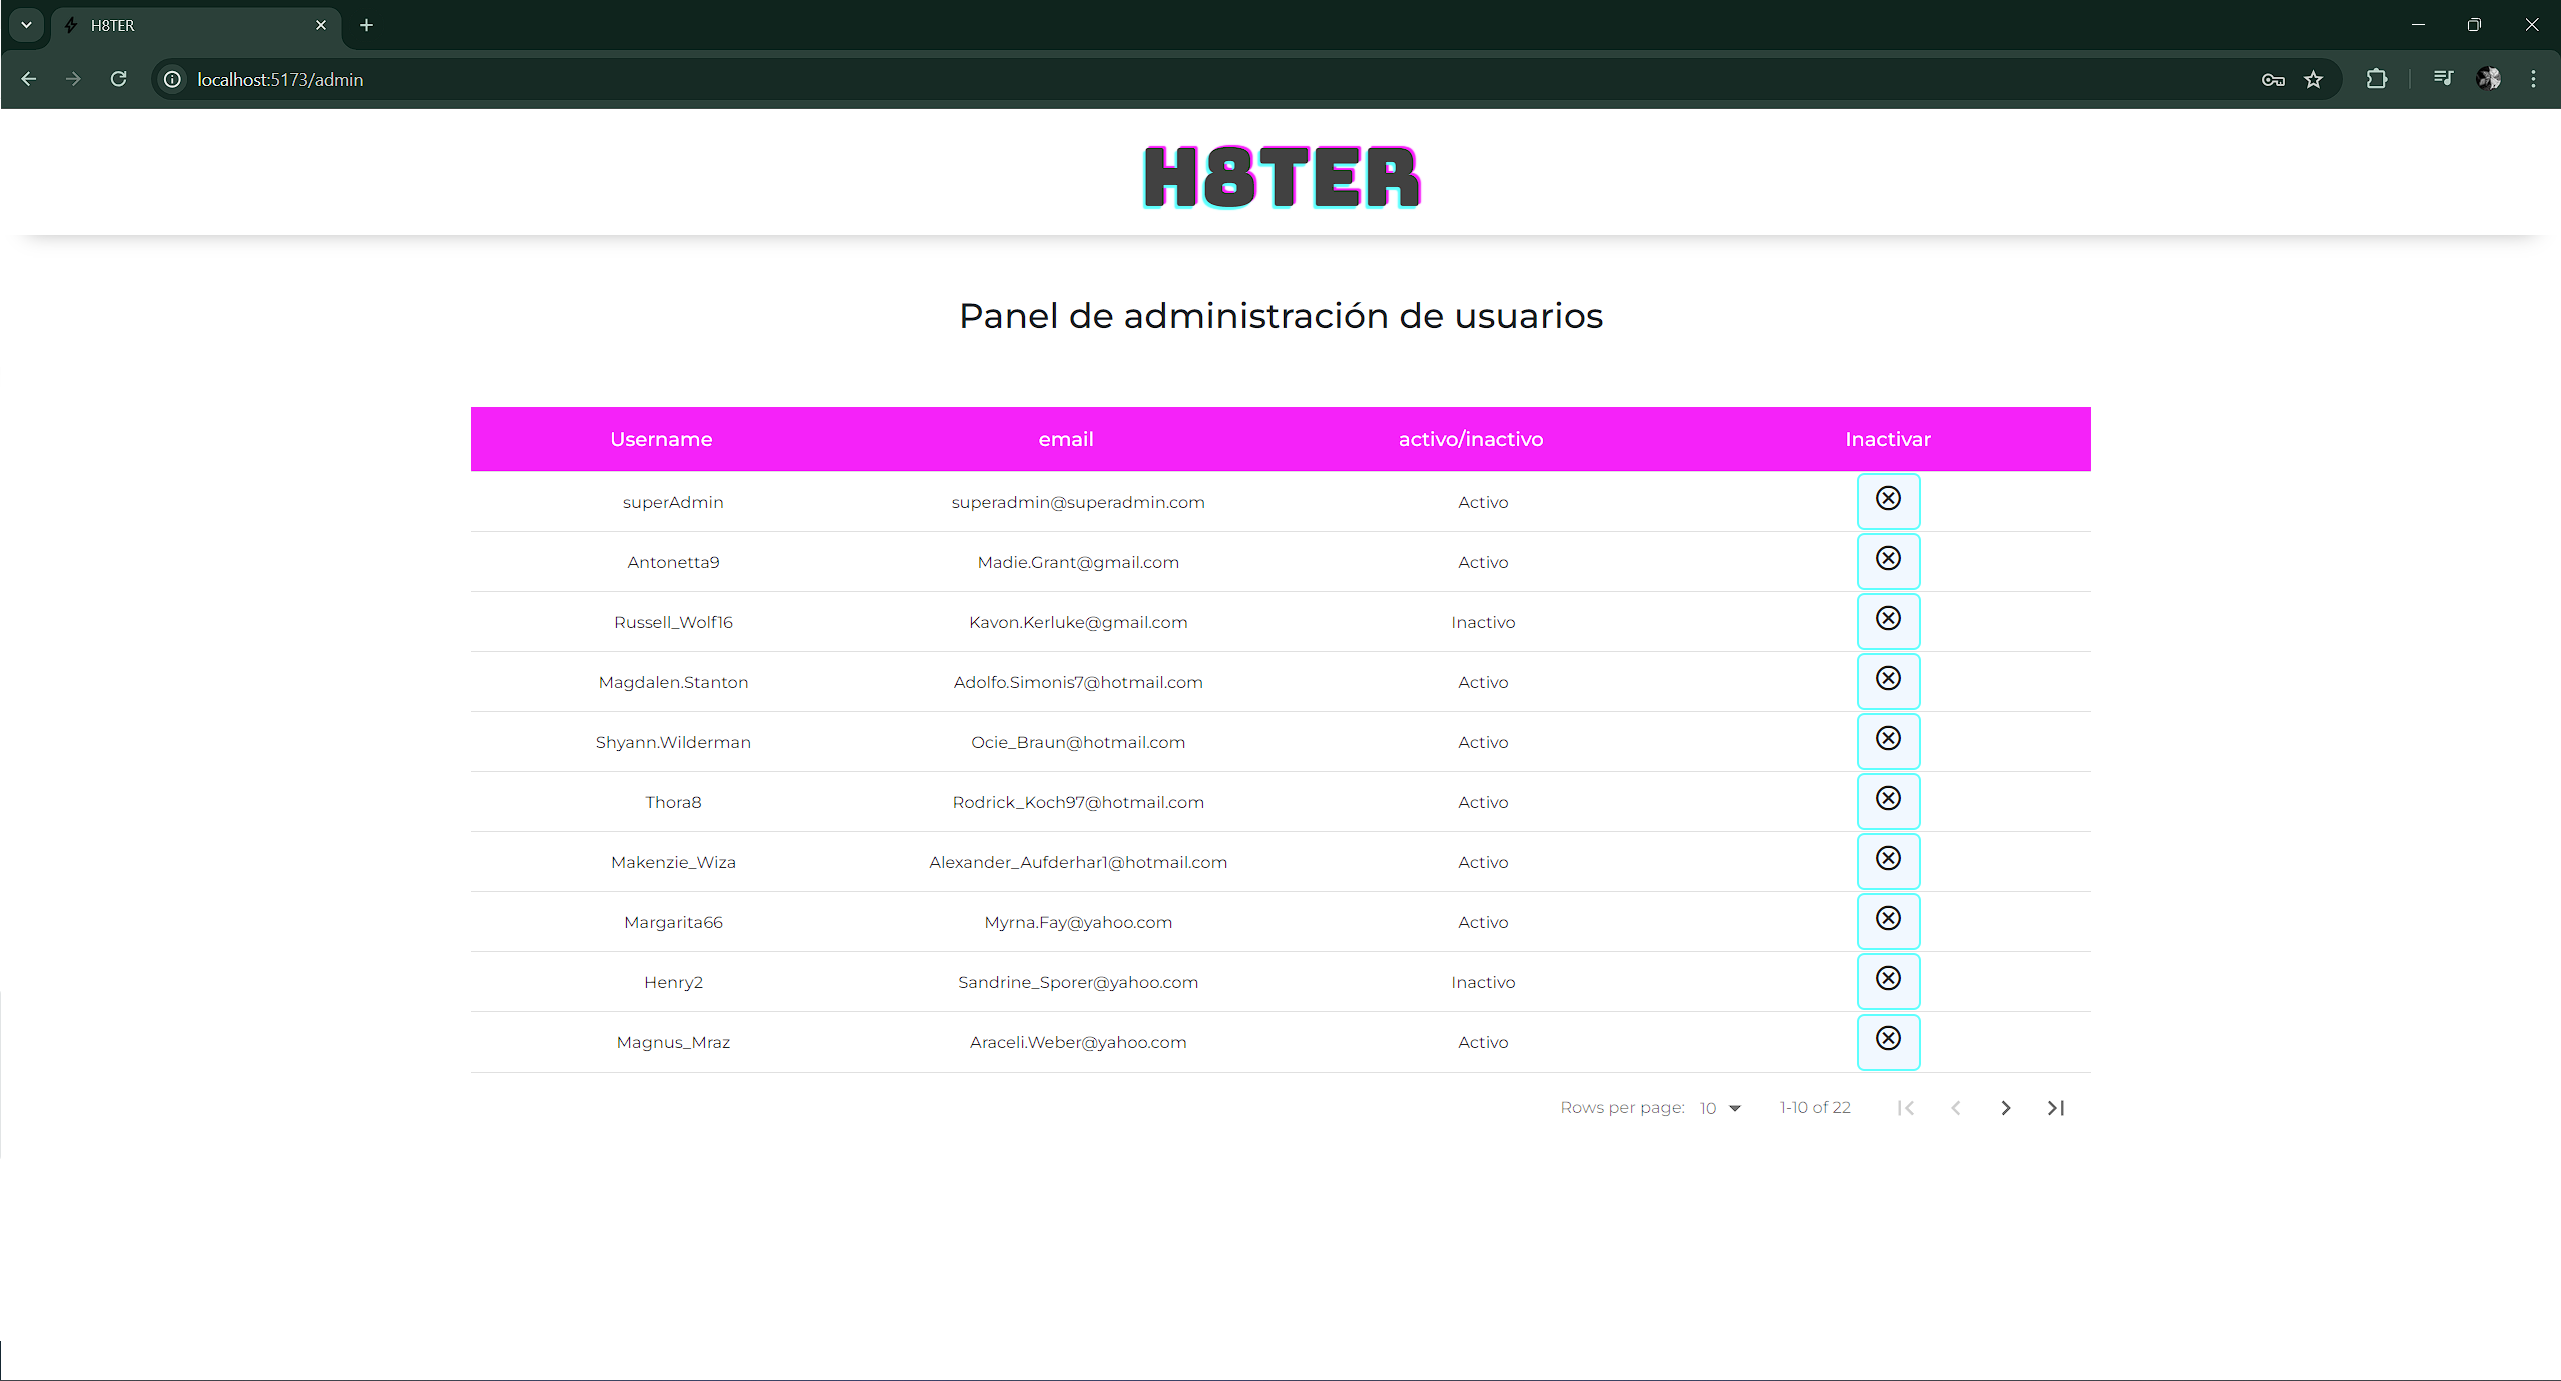 H8TER
localhost:5173/admin
H8TER
Panel de administración de usuarios
Username email activo/inactivo Inactivar
superAdmin superadmin@superadmin.com Activo
Antonetta9 Madie.Grant@gmail.com Activo
Russell_Wolf16 Kavon.Kerluke@gmail.com Inactivo
Magdalen.Stanton Adolfo.Simonis7@hotmail.com Activo
Shyann.Wilderman Ocie_Braun@hotmail.com Activo
Thora8 Rodrick_Koch97@hotmail.com Activo
Makenzie_Wiza Alexander_Aufderhar1@hotmail.com Activo
Margarita66 Myrna.Fay@yahoo.com Activo
Henry2 Sandrine_Sporer@yahoo.com Inactivo
Magnus_Mraz Araceli.Weber@yahoo.com Activo
Rows per page: 10 1-10 of 22